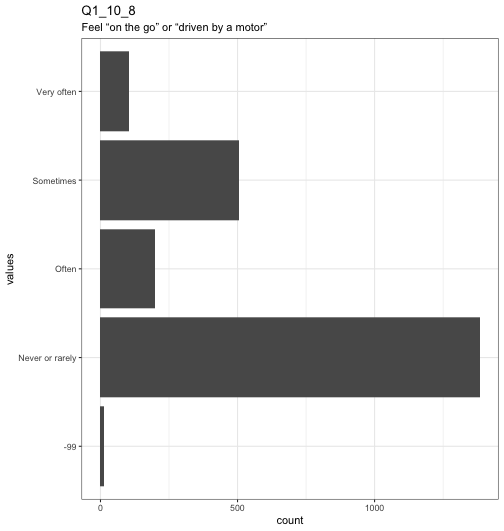 Q1_10_8
Feel “on the go” or “driven by a motor”
Very often
Sometimes
Often
Never or rarely
-99
values
0 500 1000
count